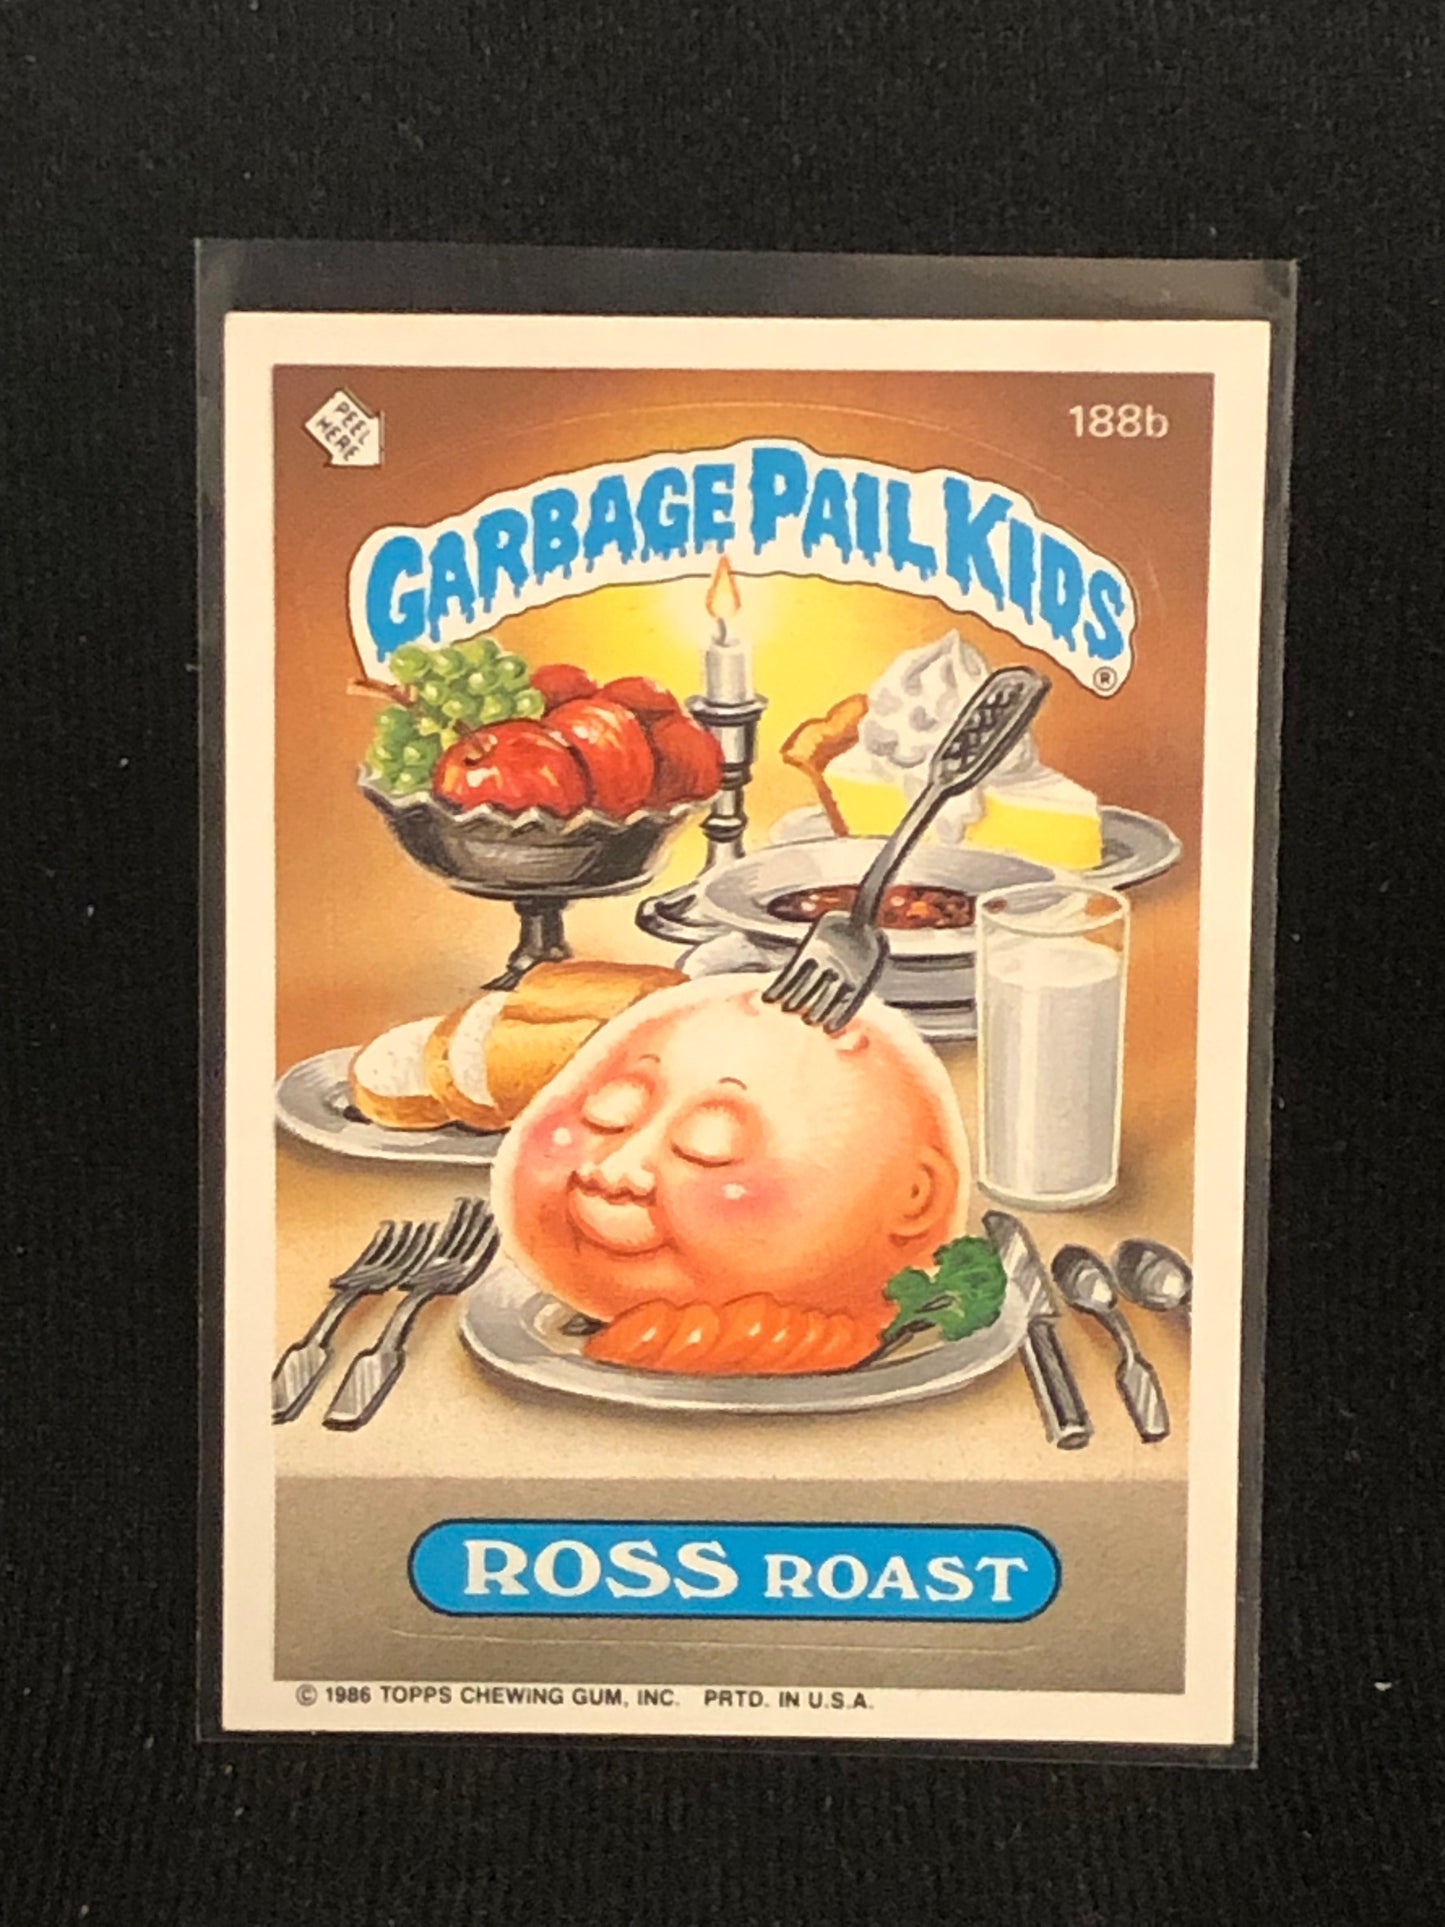 PEEL
HERE
188b
GARBAGE PAIL KIDS
®
ROSS ROAST
© 1986 TOPPS CHEWING GUM, INC. PRTD. IN U.S.A.